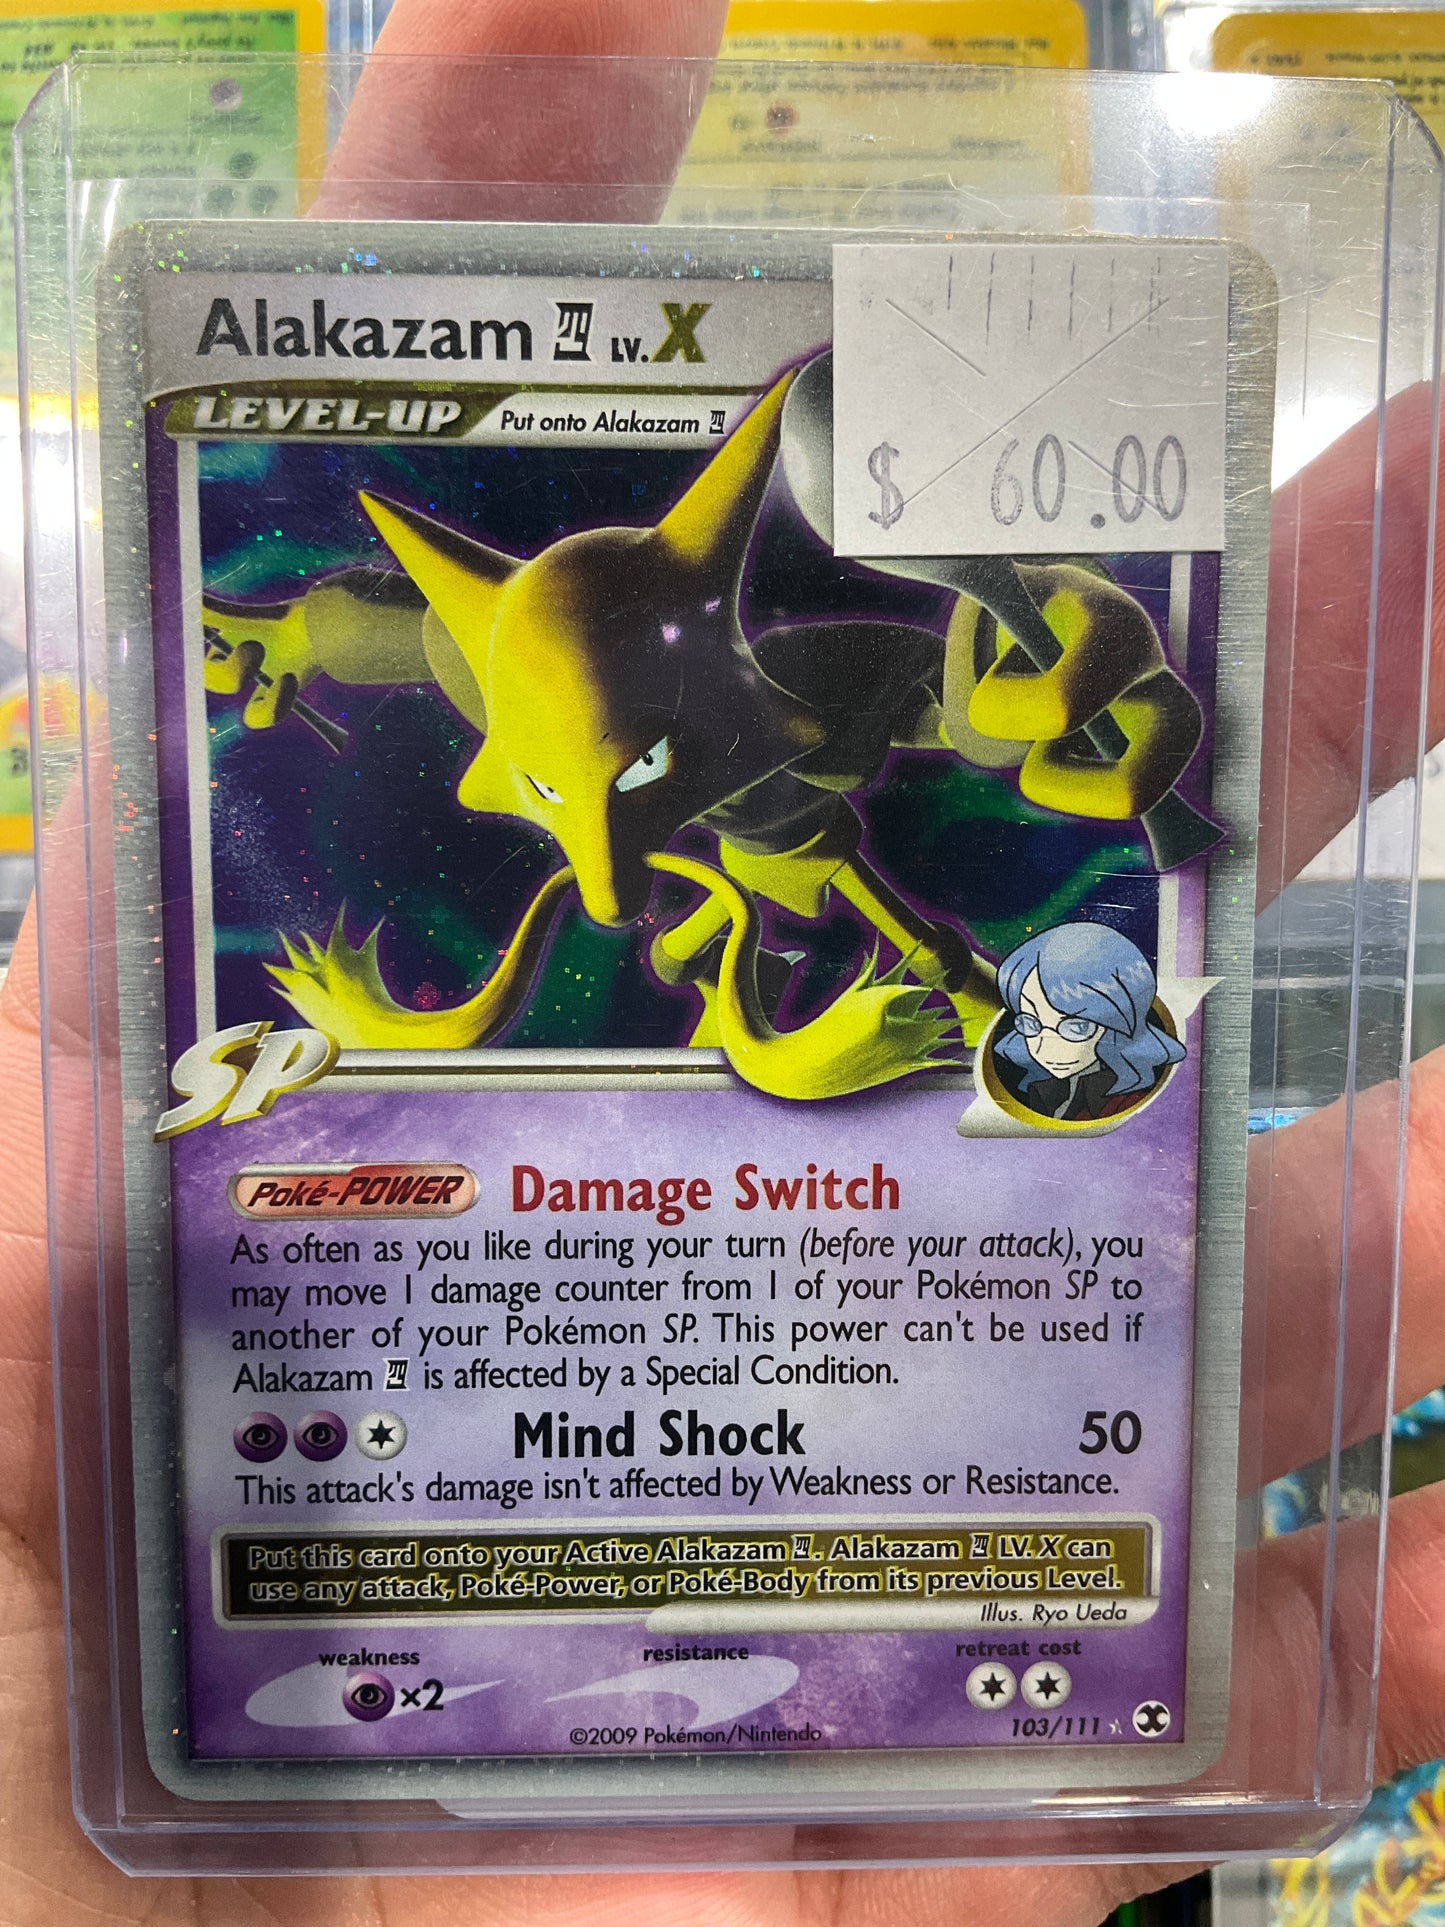 Alakazam 四 LV.X
$ 60.00
LEVEL-UP Put onto Alakazam 四
SP
Poké-POWER Damage Switch
As often as you like during your turn (before your attack), you
may move 1 damage counter from 1 of your Pokémon SP to
another of your Pokémon SP. This power can't be used if
Alakazam 四 is affected by a Special Condition.
Mind Shock 50
This attack's damage isn't affected by Weakness or Resistance.
Put this card onto your Active Alakazam 四. Alakazam 四 LV. X can
use any attack, Poké-Power, or Poké-Body from its previous Level.
Illus. Ryo Ueda
weakness resistance retreat cost
×2
©2009 Pokémon/Nintendo 103/111